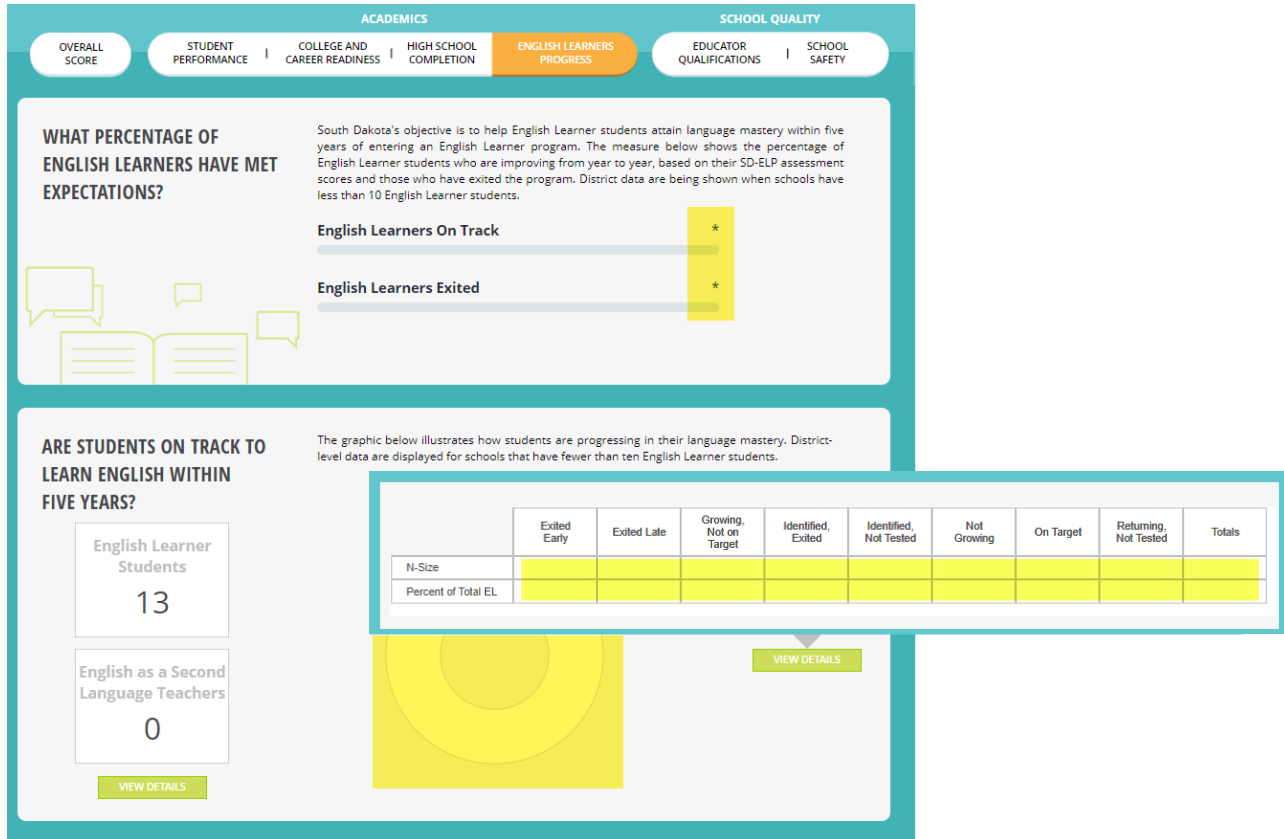 ACADEMICS
SCHOOL QUALITY
OVERALL
SCORE
STUDENT
PERFORMANCE
COLLEGE AND
CAREER READINESS
HIGH SCHOOL
COMPLETION
ENGLISH LEARNERS
PROGRESS
EDUCATOR
QUALIFICATIONS
SCHOOL
SAFETY
WHAT PERCENTAGE OF
ENGLISH LEARNERS HAVE MET
EXPECTATIONS?
South Dakota's objective is to help English Learner students attain language mastery within five
years of entering an English Learner program. The measure below shows the percentage of
English Learner students who are improving from year to year, based on their SD-ELP assessment
scores and those who have exited the program. District data are being shown when schools have
less than 10 English Learner students.
English Learners On Track *
English Learners Exited *
ARE STUDENTS ON TRACK TO
LEARN ENGLISH WITHIN
FIVE YEARS?
The graphic below illustrates how students are progressing in their language mastery. District-
level data are displayed for schools that have fewer than ten English Learner students.
English Learner
Students
13
English as a Second
Language Teachers
0
VIEW DETAILS
Exited
Early
Exited Late
Growing,
Not on
Target
Identified,
Exited
Identified,
Not Tested
Not
Growing
On Target
Returning,
Not Tested
Totals
N-Size
Percent of Total EL
VIEW DETAILS